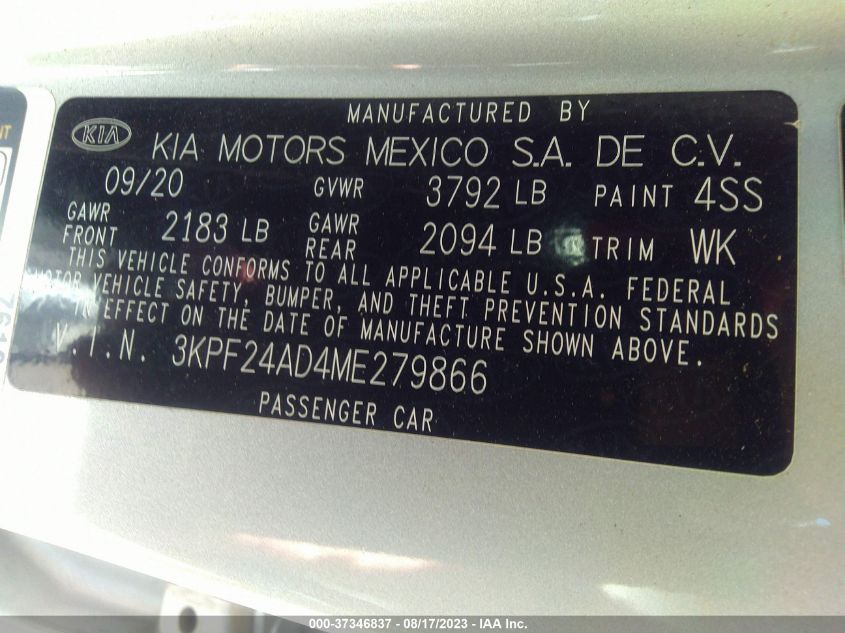 MANUFACTURED BY
KIA KIA MOTORS MEXICO S.A. DE C.V.
09/20 GVWR 3792 LB PAINT 4SS
GAWR FRONT 2183 LB GAWR REAR 2094 LB TRIM WK
THIS VEHICLE CONFORMS TO ALL APPLICABLE U.S.A. FEDERAL
MOTOR VEHICLE SAFETY, BUMPER, AND THEFT PREVENTION STANDARDS
IN EFFECT ON THE DATE OF MANUFACTURE SHOWN ABOVE.
V.I.N. 3KPF24AD4ME279866
PASSENGER CAR
000-37346837 - 08/17/2023 - IAA Inc.